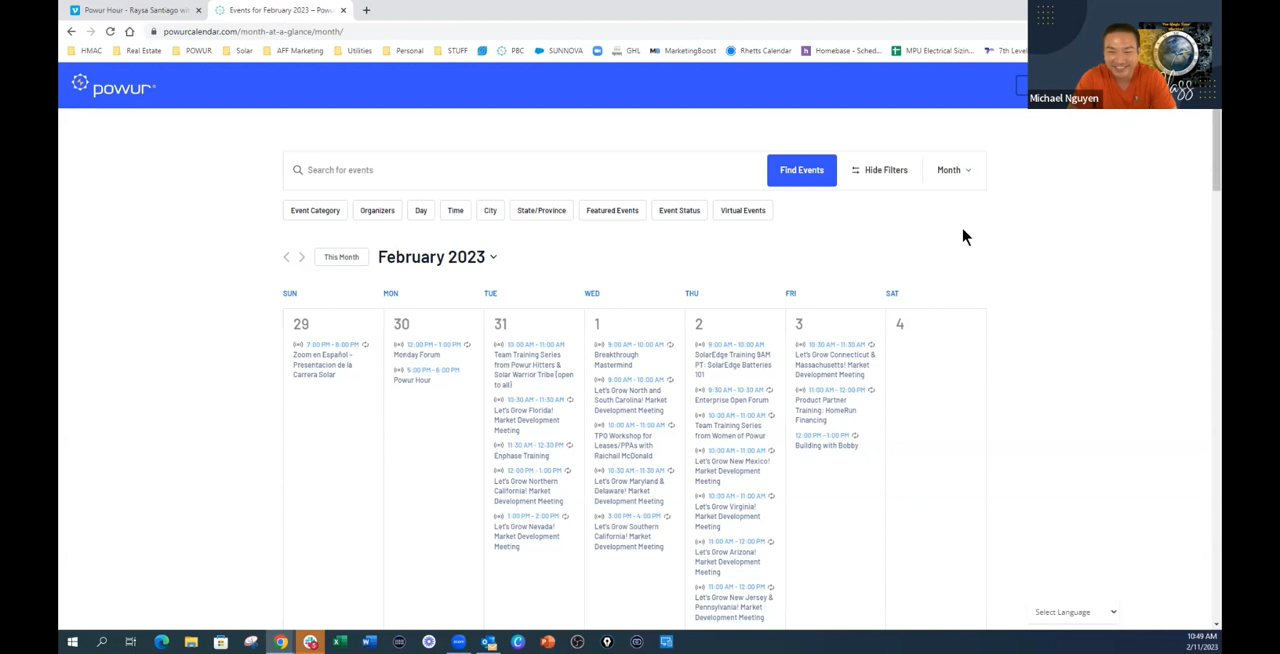 Powur Hour - Raysa Santiago wit
Events for February 2023 – Powu
powurcalendar.com/month-at-a-glance/month/
HMAC
Real Estate
POWUR
Solar
AFF Marketing
Utilities
Personal
STUFF
PBC
SUNNOVA
GHL
MarketingBoost
Rhetts Calendar
Homebase - Sched...
MPU Electrical Sizin...
7th Level
powur
Michael Nguyen
Search for events
Find Events
Hide Filters
Month
Event Category
Organizers
Day
Time
City
State/Province
Featured Events
Event Status
Virtual Events
This Month
February 2023
SUN
MON
TUE
WED
THU
FRI
SAT
29
7:00 PM - 8:00 PM
Zoom en Español -
Presentacion de la
Carrera Solar
30
12:00 PM - 1:00 PM
Monday Forum
5:00 PM - 6:00 PM
Powur Hour
31
10:00 AM - 11:00 AM
Team Training Series
from Powur Hitters &
Solar Warrior Tribe (open
to all)
10:30 AM - 11:30 AM
Let's Grow Florida!
Market Development
Meeting
11:30 AM - 12:30 PM
Enphase Training
12:00 PM - 1:00 PM
Let's Grow Northern
California! Market
Development Meeting
1:00 PM - 2:00 PM
Let's Grow Nevada!
Market Development
Meeting
1
9:00 AM - 10:00 AM
Breakthrough
Mastermind
9:00 AM - 10:00 AM
Let's Grow North and
South Carolina! Market
Development Meeting
10:00 AM - 11:00 AM
TPO Workshop for
Leases/PPAs with
Raichail McDonald
10:30 AM - 11:30 AM
Let's Grow Maryland &
Delaware! Market
Development Meeting
3:00 PM - 4:00 PM
Let's Grow Southern
California! Market
Development Meeting
2
9:00 AM - 10:00 AM
SolarEdge Training 9AM
PT: SolarEdge Batteries
101
9:30 AM - 10:30 AM
Enterprise Open Forum
10:00 AM - 11:00 AM
Team Training Series
from Women of Powur
10:00 AM - 11:00 AM
Let's Grow New Mexico!
Market Development
Meeting
10:00 AM - 11:00 AM
Let's Grow Virginia!
Market Development
Meeting
11:00 AM - 12:00 PM
Let's Grow Arizona!
Market Development
Meeting
11:00 AM - 12:00 PM
Let's Grow New Jersey &
Pennsylvania! Market
Development Meeting
3
10:30 AM - 11:30 AM
Let's Grow Connecticut &
Massachusetts! Market
Development Meeting
11:00 AM - 12:00 PM
Product Partner
Training: HomeRun
Financing
12:00 PM - 1:00 PM
Building with Bobby
4
Select Language
10:49 AM
2/11/2023